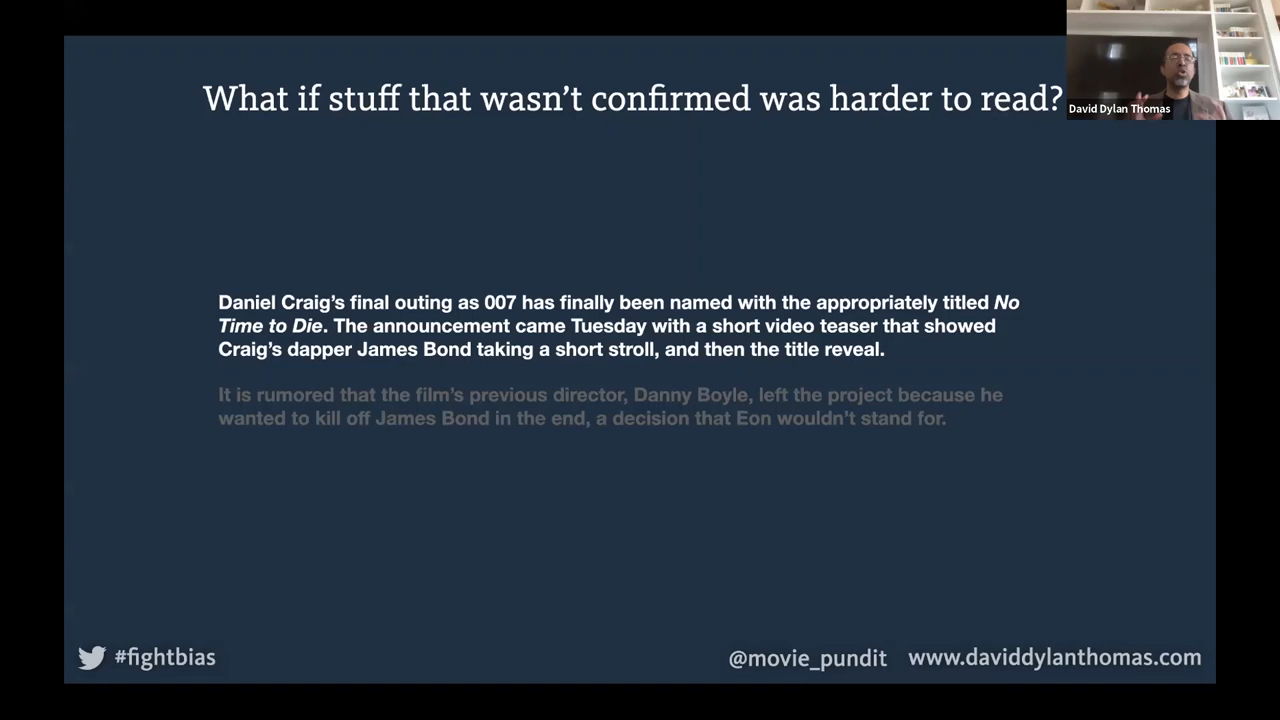 What if stuff that wasn't confirmed was harder to read?
David Dylan Thomas
Daniel Craig's final outing as 007 has finally been named with the appropriately titled No
Time to Die. The announcement came Tuesday with a short video teaser that showed
Craig's dapper James Bond taking a short stroll, and then the title reveal.
It is rumored that the film's previous director, Danny Boyle, left the project because he
wanted to kill off James Bond in the end, a decision that Eon wouldn't stand for.
#fightbias
@movie_pundit www.daviddylanthomas.com